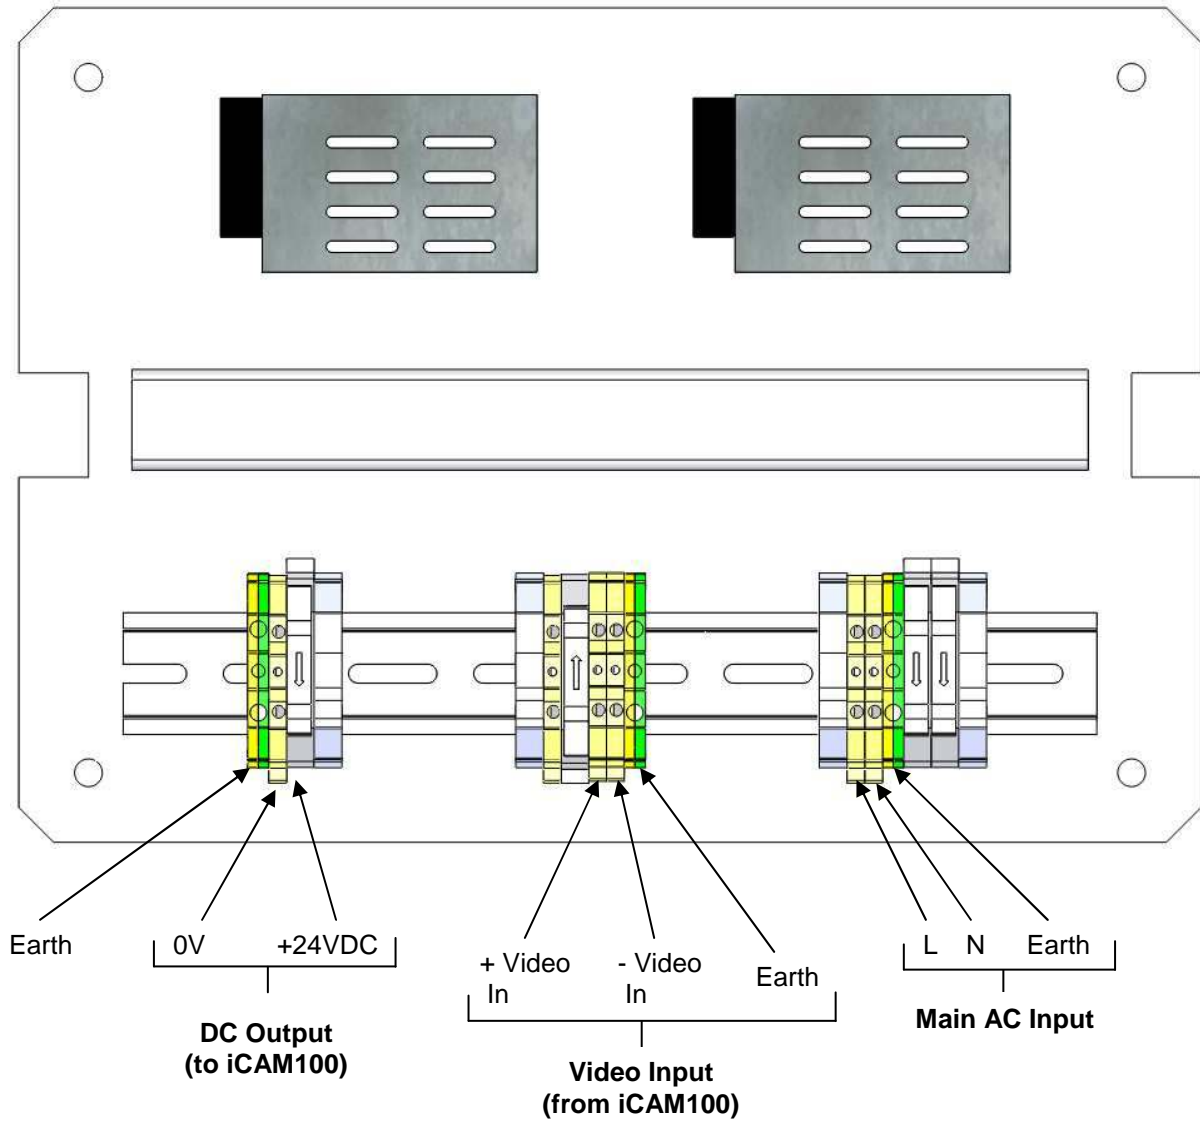 Earth
0V
+24VDC
DC Output
(to iCAM100)
+ Video
In
- Video
In
Earth
Video Input
(from iCAM100)
L
N
Earth
Main AC Input